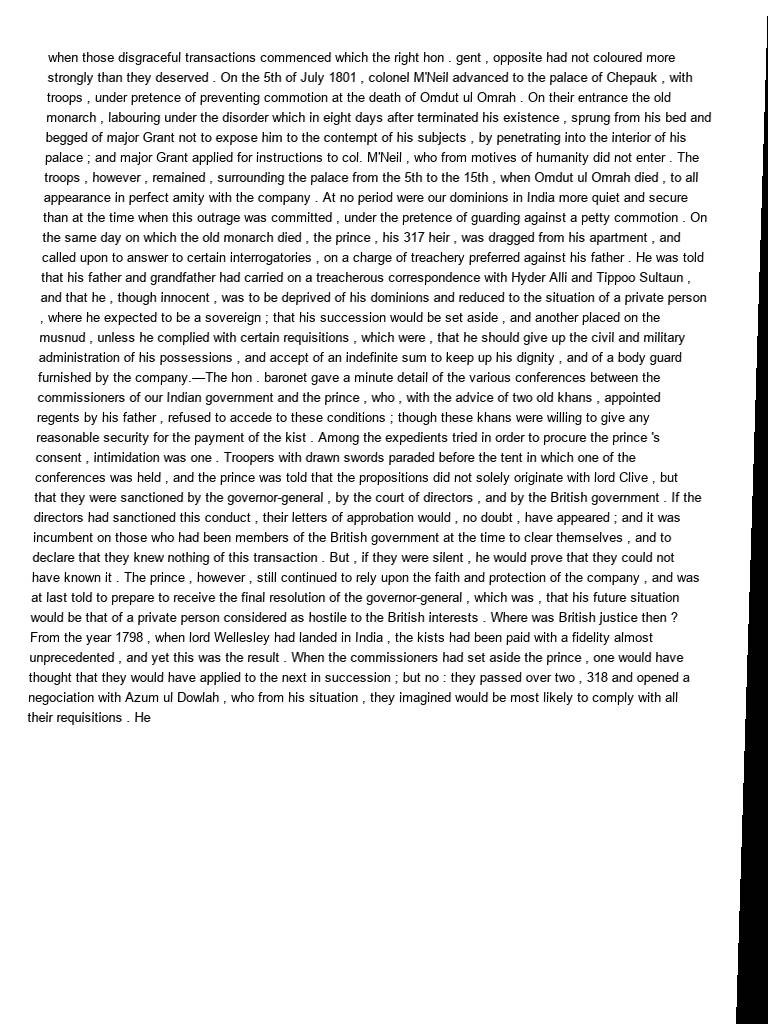 when those disgraceful transactions commenced which the right hon . gent , opposite had not coloured more
strongly than they deserved . On the 5th of July 1801 , colonel M'Neil advanced to the palace of Chepauk , with
troops , under pretence of preventing commotion at the death of Omdut ul Omrah . On their entrance the old
monarch , labouring under the disorder which in eight days after terminated his existence , sprung from his bed and
begged of major Grant not to expose him to the contempt of his subjects , by penetrating into the interior of his
palace ; and major Grant applied for instructions to col. M'Neil , who from motives of humanity did not enter . The
troops , however , remained , surrounding the palace from the 5th to the 15th , when Omdut ul Omrah died , to all
appearance in perfect amity with the company . At no period were our dominions in India more quiet and secure
than at the time when this outrage was committed , under the pretence of guarding against a petty commotion . On
the same day on which the old monarch died , the prince , his 317 heir , was dragged from his apartment , and
called upon to answer to certain interrogatories , on a charge of treachery preferred against his father . He was told
that his father and grandfather had carried on a treacherous correspondence with Hyder Alli and Tippoo Sultaun ,
and that he , though innocent , was to be deprived of his dominions and reduced to the situation of a private person
, where he expected to be a sovereign ; that his succession would be set aside , and another placed on the
musnud , unless he complied with certain requisitions , which were , that he should give up the civil and military
administration of his possessions , and accept of an indefinite sum to keep up his dignity , and of a body guard
furnished by the company.—The hon . baronet gave a minute detail of the various conferences between the
commissioners of our Indian government and the prince , who , with the advice of two old khans , appointed
regents by his father , refused to accede to these conditions ; though these khans were willing to give any
reasonable security for the payment of the kist . Among the expedients tried in order to procure the prince 's
consent , intimidation was one . Troopers with drawn swords paraded before the tent in which one of the
conferences was held , and the prince was told that the propositions did not solely originate with lord Clive , but
that they were sanctioned by the governor-general , by the court of directors , and by the British government . If the
directors had sanctioned this conduct , their letters of approbation would , no doubt , have appeared ; and it was
incumbent on those who had been members of the British government at the time to clear themselves , and to
declare that they knew nothing of this transaction . But , if they were silent , he would prove that they could not
have known it . The prince , however , still continued to rely upon the faith and protection of the company , and was
at last told to prepare to receive the final resolution of the governor-general , which was , that his future situation
would be that of a private person considered as hostile to the British interests . Where was British justice then ?
From the year 1798 , when lord Wellesley had landed in India , the kists had been paid with a fidelity almost
unprecedented , and yet this was the result . When the commissioners had set aside the prince , one would have
thought that they would have applied to the next in succession ; but no : they passed over two , 318 and opened a
negociation with Azum ul Dowlah , who from his situation , they imagined would be most likely to comply with all
their requisitions . He